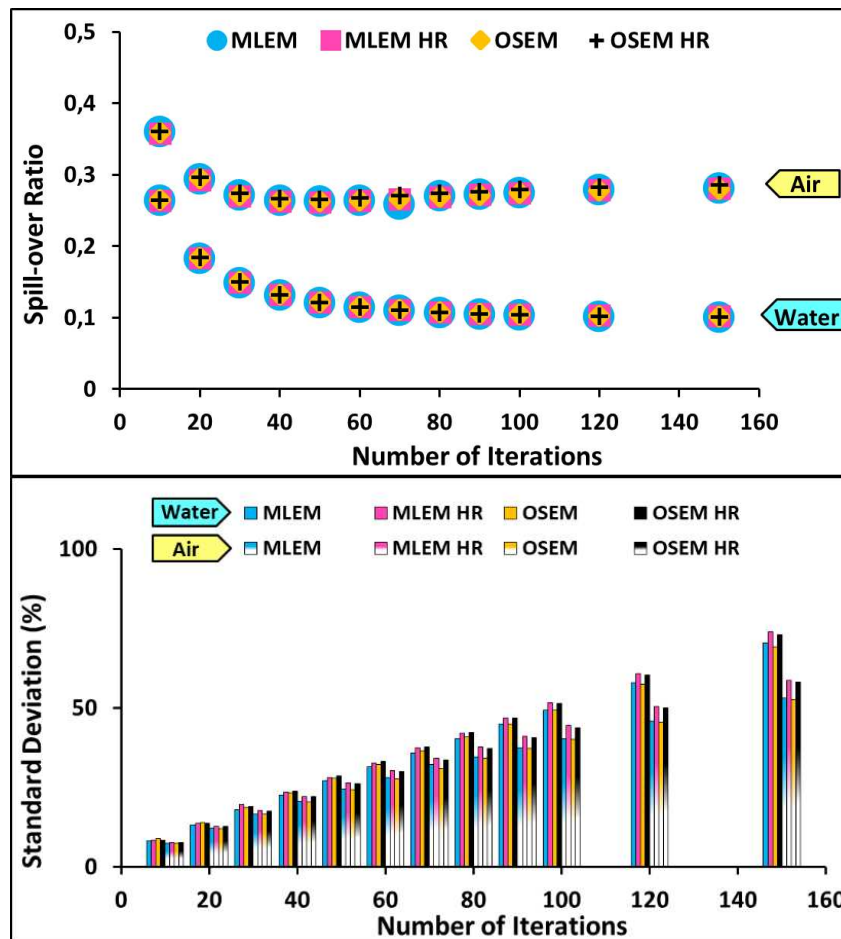 0,5
MLEM MLEM HR OSEM OSEM HR
0,4
0,3
0,2
0,1
0
Spill-over Ratio
Air
Water
0 20 40 60 80 100 120 140 160
Number of Iterations
Water MLEM MLEM HR OSEM OSEM HR
Air MLEM MLEM HR OSEM OSEM HR
100
50
0
Standard Deviation (%)
0 20 40 60 80 100 120 140 160
Number of Iterations